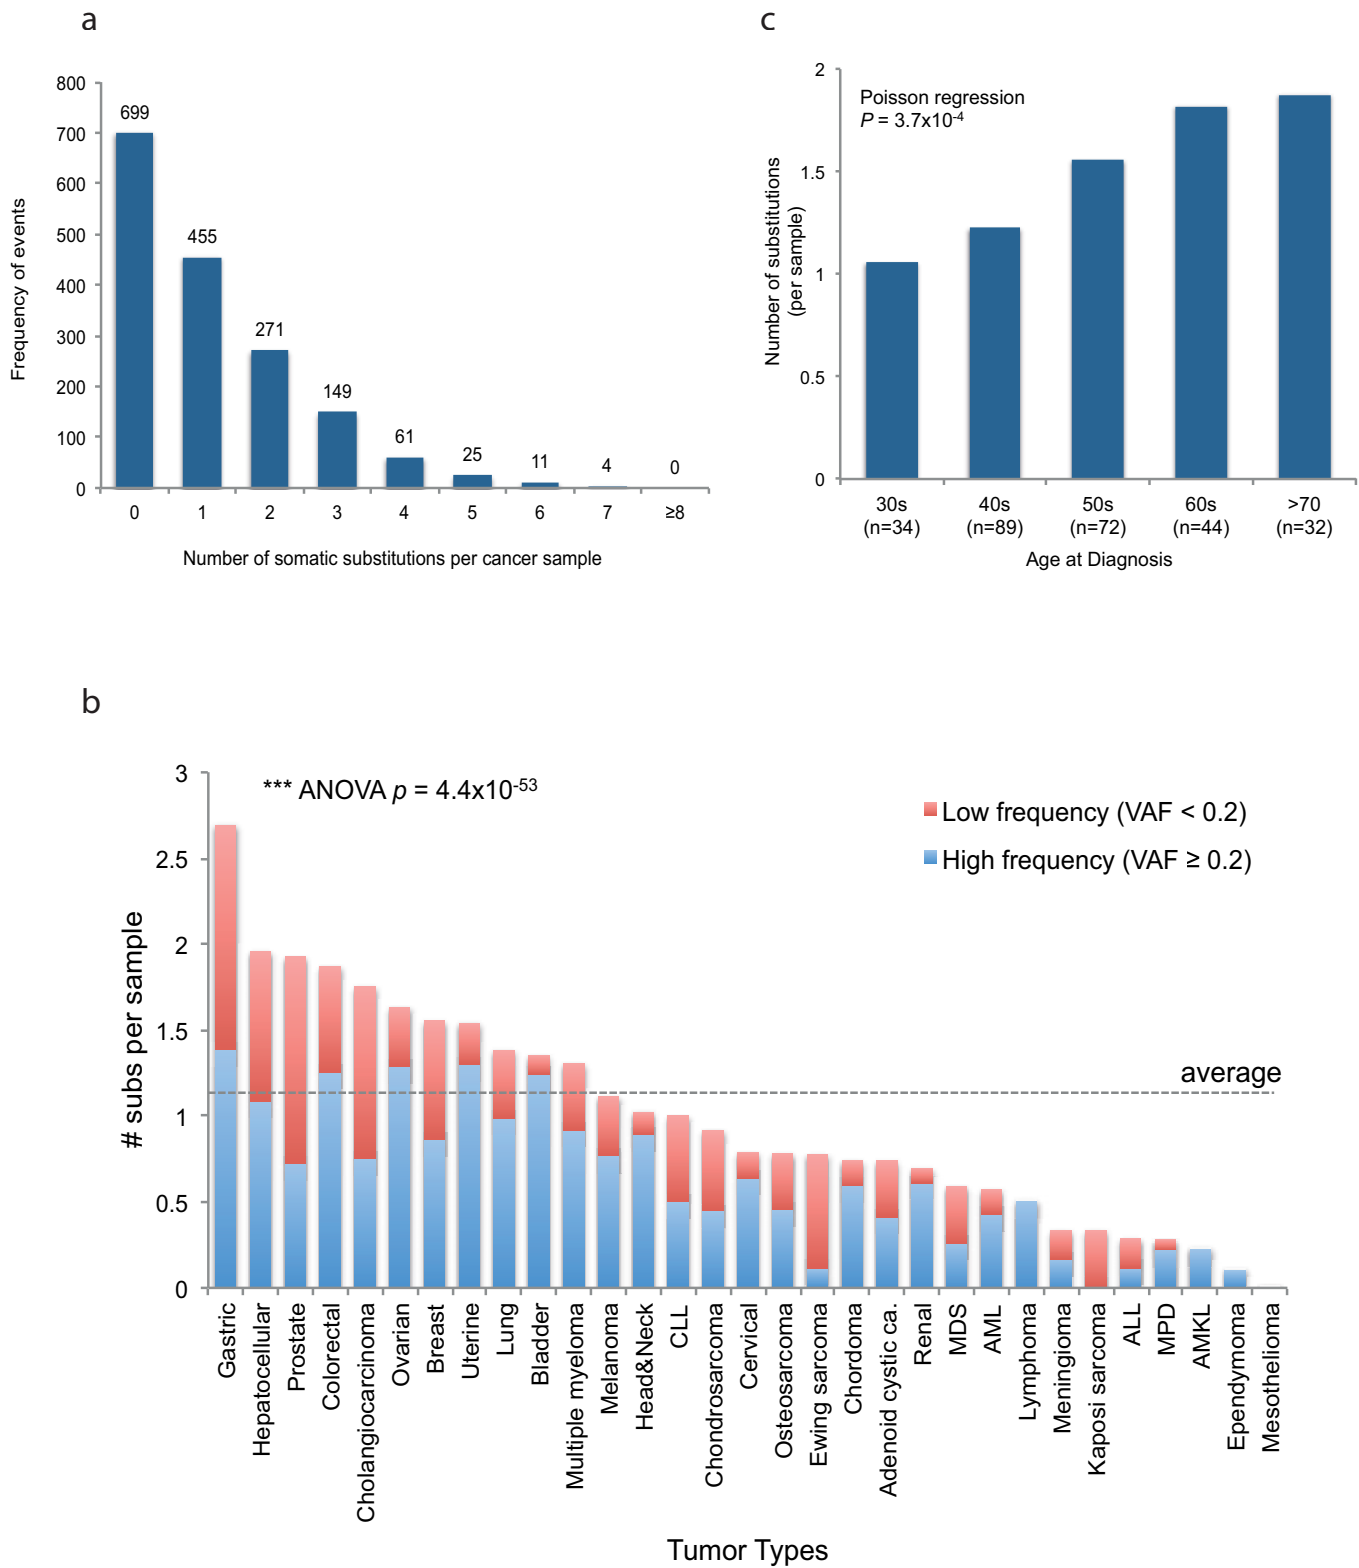 a
800
700
600
500
400
300
200
100
0
Frequency of events
699
455
271
149
61
25
11
4
0
0 1 2 3 4 5 6 7 ≥8
Number of somatic substitutions per cancer sample
c
2
1.5
1
0.5
0
Number of substitutions
(per sample)
Poisson regression
P = 3.7x10-4
30s 40s 50s 60s >70
(n=34) (n=89) (n=72) (n=44) (n=32)
Age at Diagnosis
b
3
2.5
2
1.5
1
0.5
0
# subs per sample
*** ANOVA p = 4.4x10-53
Low frequency (VAF < 0.2)
High frequency (VAF ≥ 0.2)
average
Gastric
Hepatocellular
Prostate
Colorectal
Cholangiocarcinoma
Ovarian
Breast
Uterine
Lung
Bladder
Multiple myeloma
Melanoma
Head&Neck
CLL
Chondrosarcoma
Cervical
Osteosarcoma
Ewing sarcoma
Chordoma
Adenoid cystic ca.
Renal
MDS
AML
Lymphoma
Meningioma
Kaposi sarcoma
ALL
MPD
AMKL
Ependymoma
Mesothelioma
Tumor Types